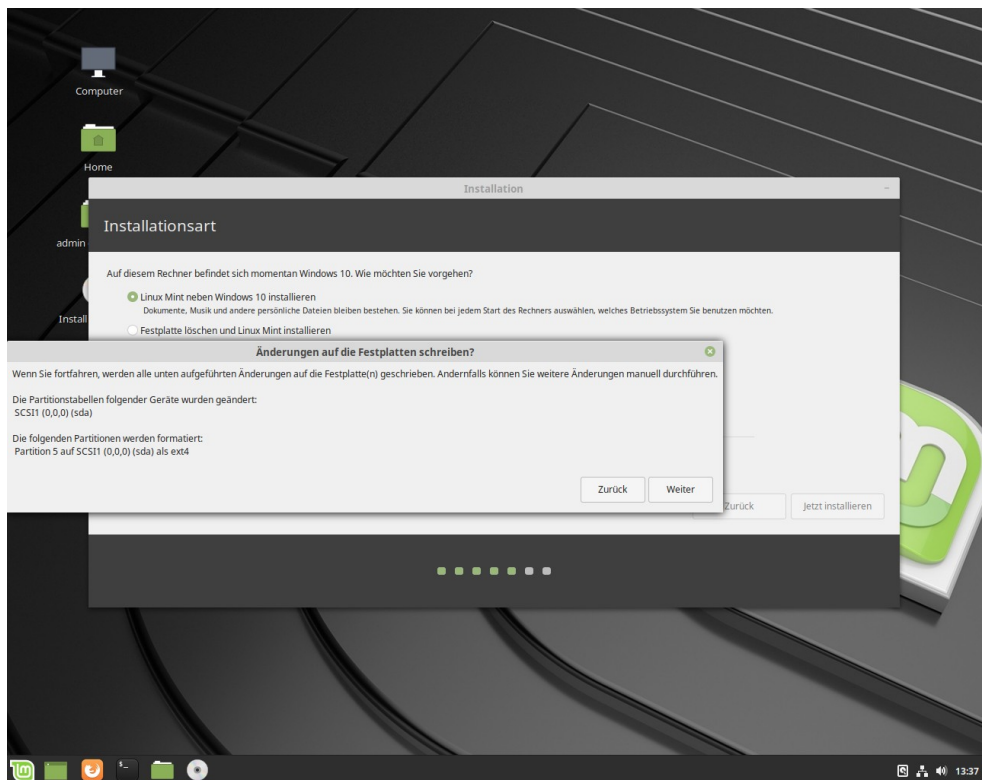 Computer
Home
Installation
Installationsart
admin
Auf diesem Rechner befindet sich momentan Windows 10. Wie möchten Sie vorgehen?
Linux Mint neben Windows 10 installieren
Dokumente, Musik und andere persönliche Dateien bleiben bestehen. Sie können bei jedem Start des Rechners auswählen, welches Betriebssystem Sie benutzen möchten.
Install
Festplatte löschen und Linux Mint installieren
Änderungen auf die Festplatten schreiben?
Wenn Sie fortfahren, werden alle unten aufgeführten Änderungen auf die Festplatte(n) geschrieben. Andernfalls können Sie weitere Änderungen manuell durchführen.
Die Partitionstabellen folgender Geräte wurden geändert:
SCSI1 (0,0,0) (sda)
Die folgenden Partitionen werden formatiert:
Partition 5 auf SCSI1 (0,0,0) (sda) als ext4
Zurück Weiter
Zurück Jetzt installieren
13:37